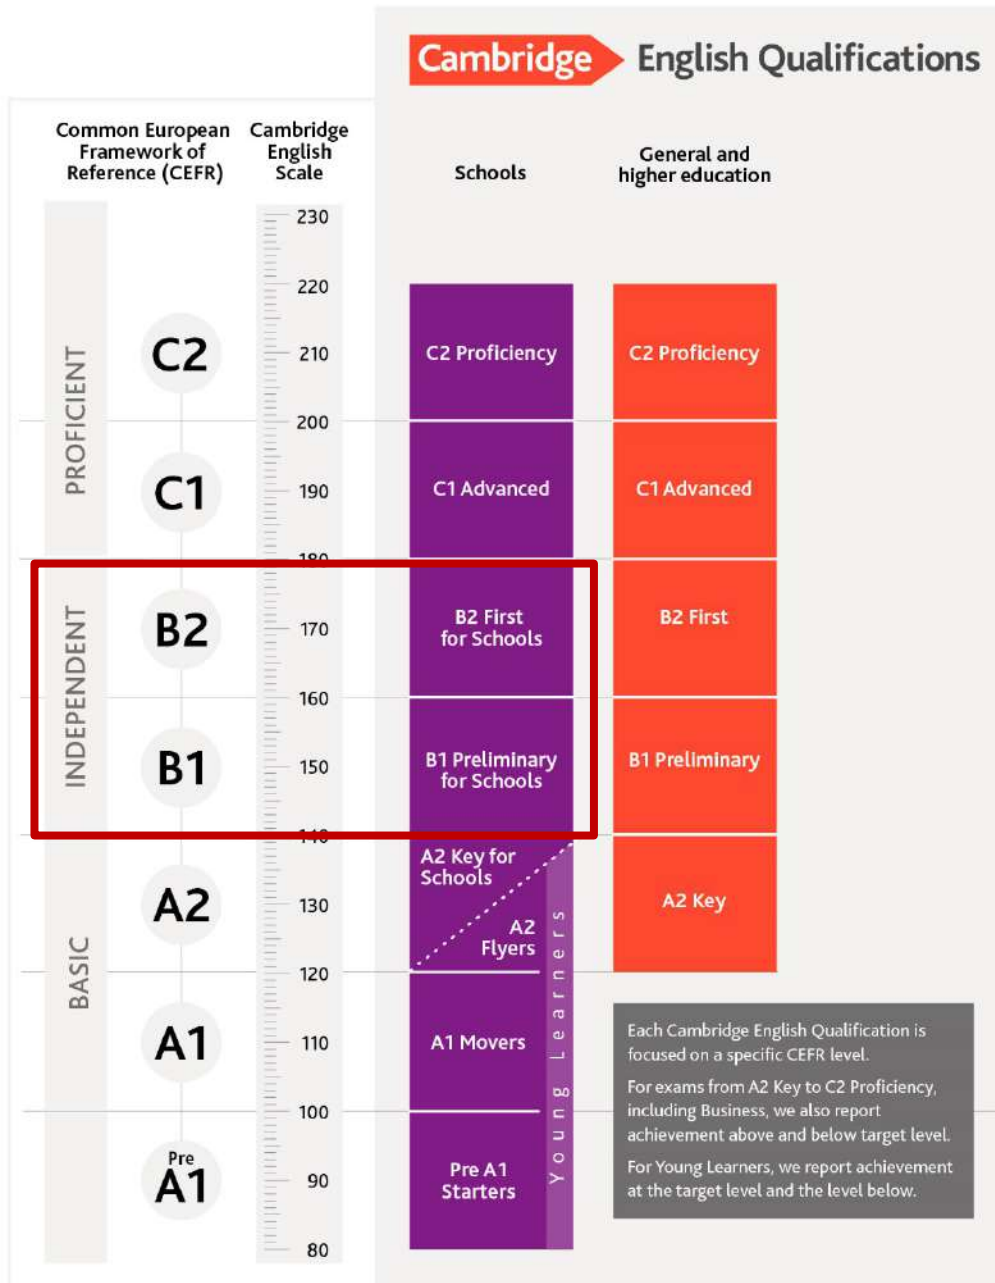 Cambridge English Qualifications
Common European
Framework of
Reference (CEFR)
Cambridge
English
Scale
Schools
General and
higher education
PROFICIENT
INDEPENDENT
BASIC
C2
C1
B2
B1
A2
A1
Pre
A1
230
220
210
200
190
180
170
160
150
140
130
120
110
100
90
80
C2 Proficiency
C1 Advanced
B2 First
for Schools
B1 Preliminary
for Schools
A2 Key for
Schools
A2
Flyers
A1 Movers
Pre A1
Starters
Young Learners
C2 Proficiency
C1 Advanced
B2 First
B1 Preliminary
A2 Key
Each Cambridge English Qualification is
focused on a specific CEFR level.
For exams from A2 Key to C2 Proficiency,
including Business, we also report
achievement above and below target level.
For Young Learners, we report achievement
at the target level and the level below.